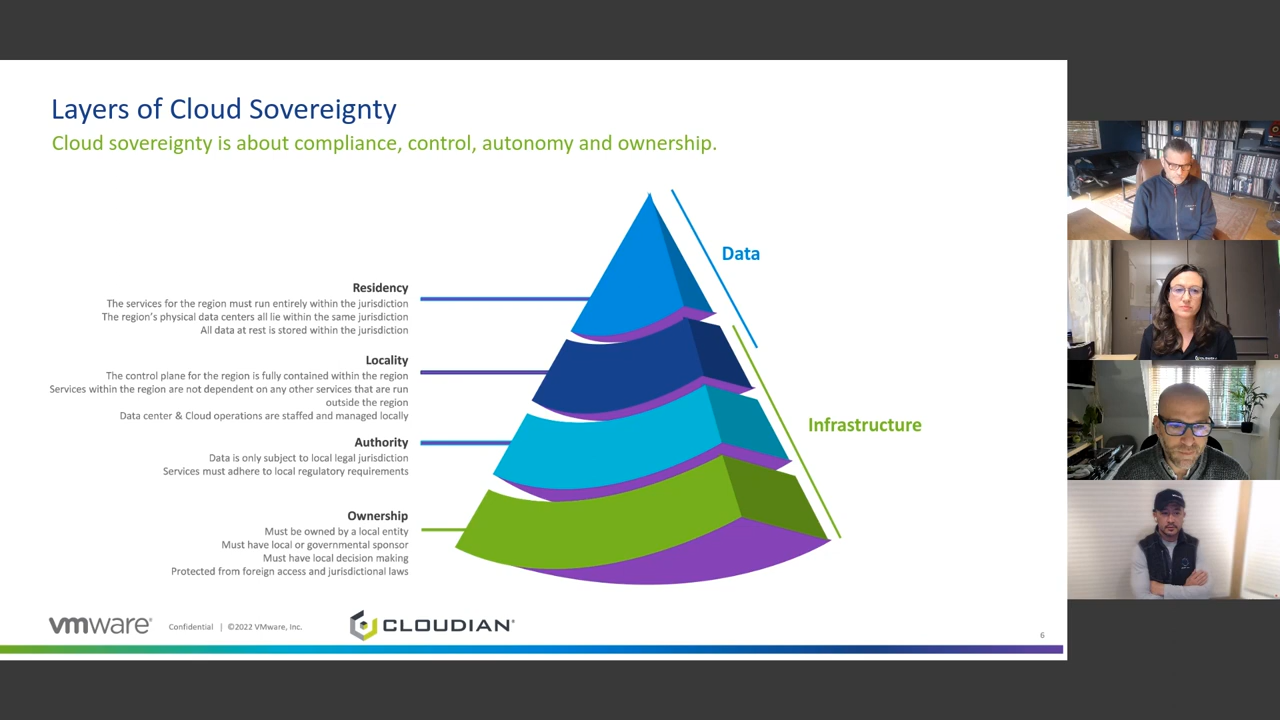 Layers of Cloud Sovereignty
Cloud sovereignty is about compliance, control, autonomy and ownership.
Data
Residency
The services for the region must run entirely within the jurisdiction
The region's physical data centers all lie within the same jurisdiction
All data at rest is stored within the jurisdiction
Locality
The control plane for the region is fully contained within the region
Services within the region are not dependent on any other services that are run
outside the region
Data center & Cloud operations are staffed and managed locally
Infrastructure
Authority
Data is only subject to local legal jurisdiction
Services must adhere to local regulatory requirements
Ownership
Must be owned by a local entity
Must have local or governmental sponsor
Must have local decision making
Protected from foreign access and jurisdictional laws
vmware®
Confidential | ©2022 VMware, Inc.
CLOUDIAN®
6